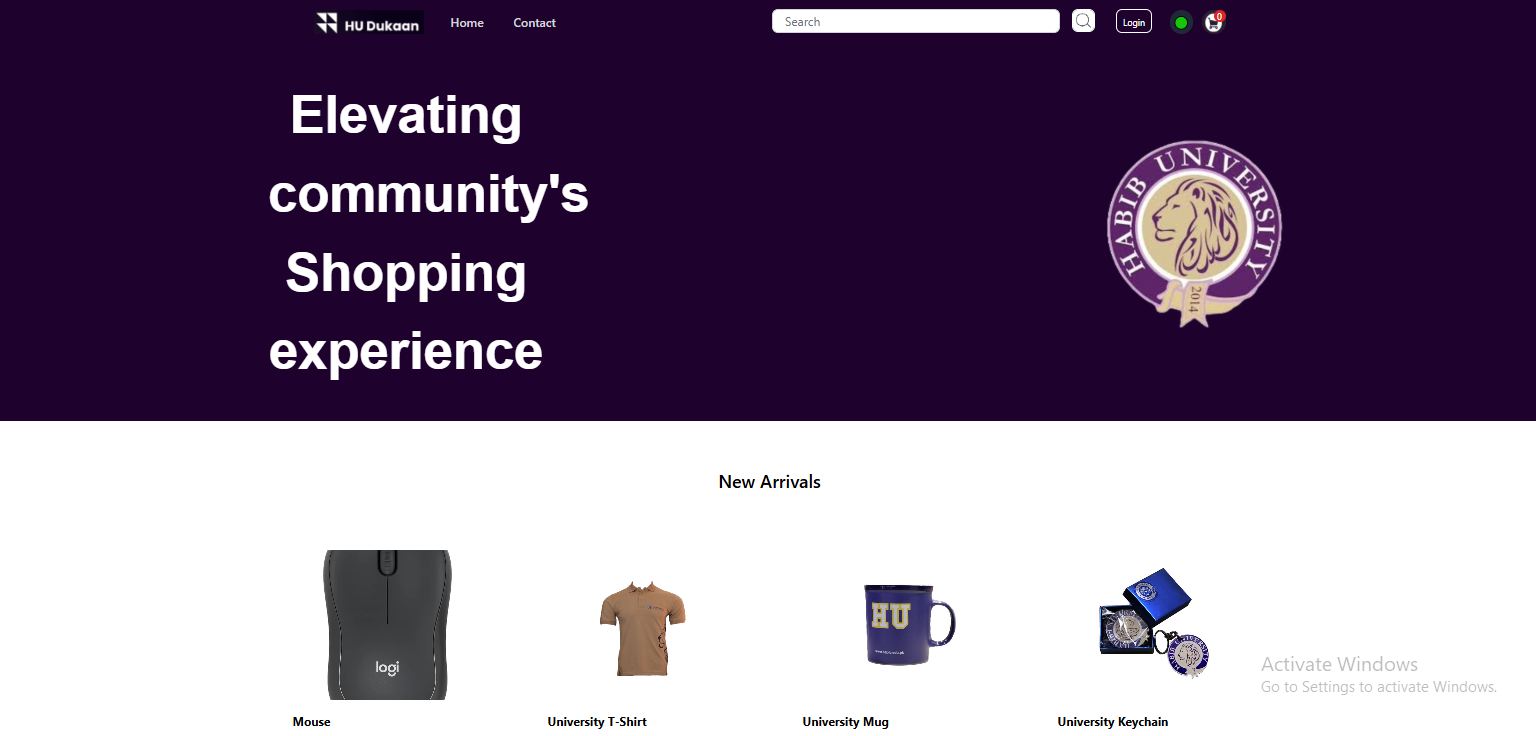 HU Dukaan Home Contact Search Login 0
Elevating
community's
Shopping
experience
HABIB UNIVERSITY
2014
New Arrivals
logi
HU
Mouse University T-Shirt University Mug University Keychain
Activate Windows
Go to Settings to activate Windows.